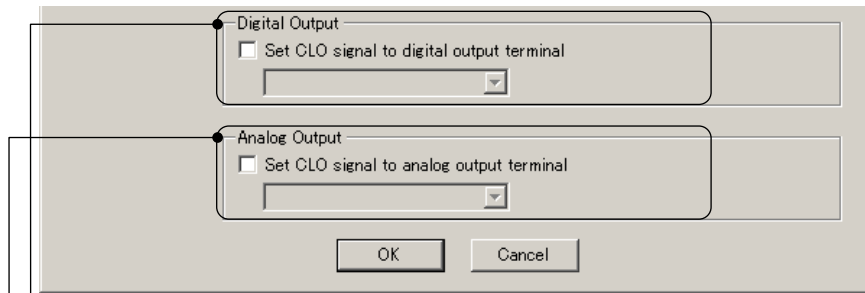 Digital Output
Set CLO signal to digital output terminal
Analog Output
Set CLO signal to analog output terminal
OK
Cancel